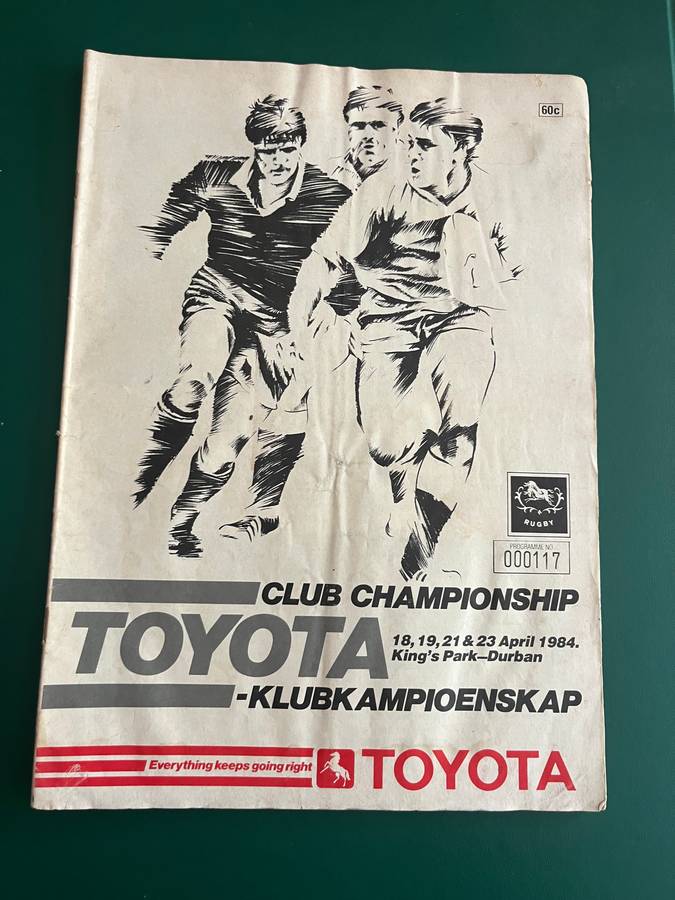 60c
RUGBY
PROGRAMME NO
000117
CLUB CHAMPIONSHIP
TOYOTA
18, 19, 21 & 23 April 1984.
King's Park–Durban
-KLUBKAMPIOENSKAP
Everything keeps going right
TOYOTA